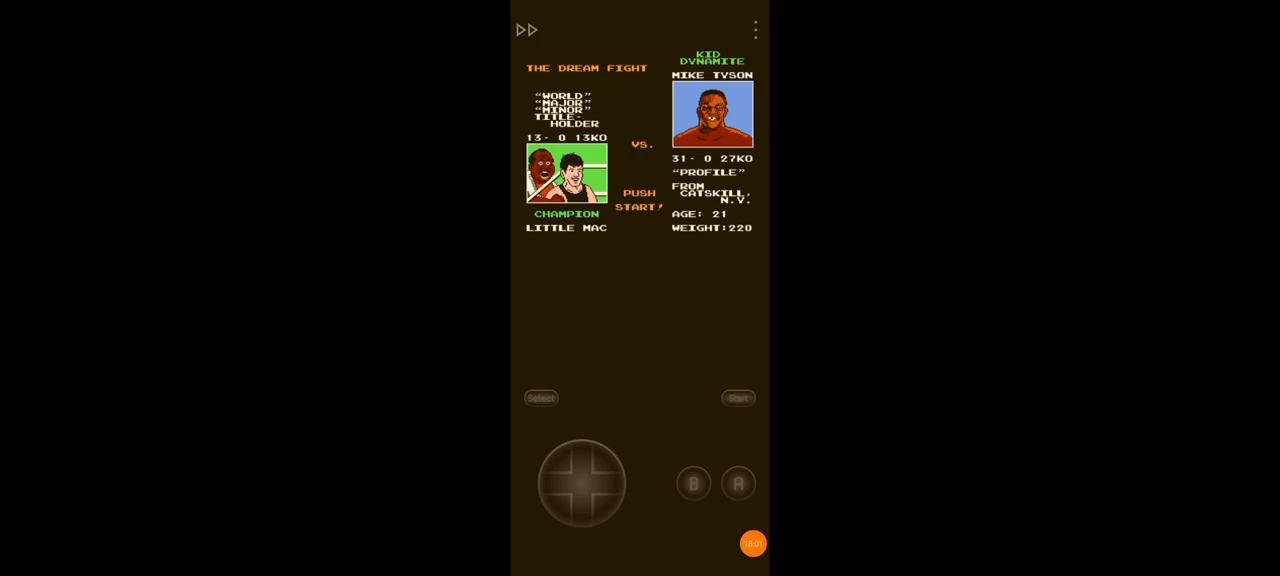 KID
DYNAMITE
THE DREAM FIGHT
MIKE TYSON
“WORLD”
“MAJOR”
“MINOR”
TITLE-
HOLDER
13- 0 13KO
VS.
31- 0 27KO
“PROFILE”
FROM
CATSKILL,
N.Y.
PUSH
START!
CHAMPION
AGE: 21
LITTLE MAC
WEIGHT:220
Select
Start
B
A
18:01